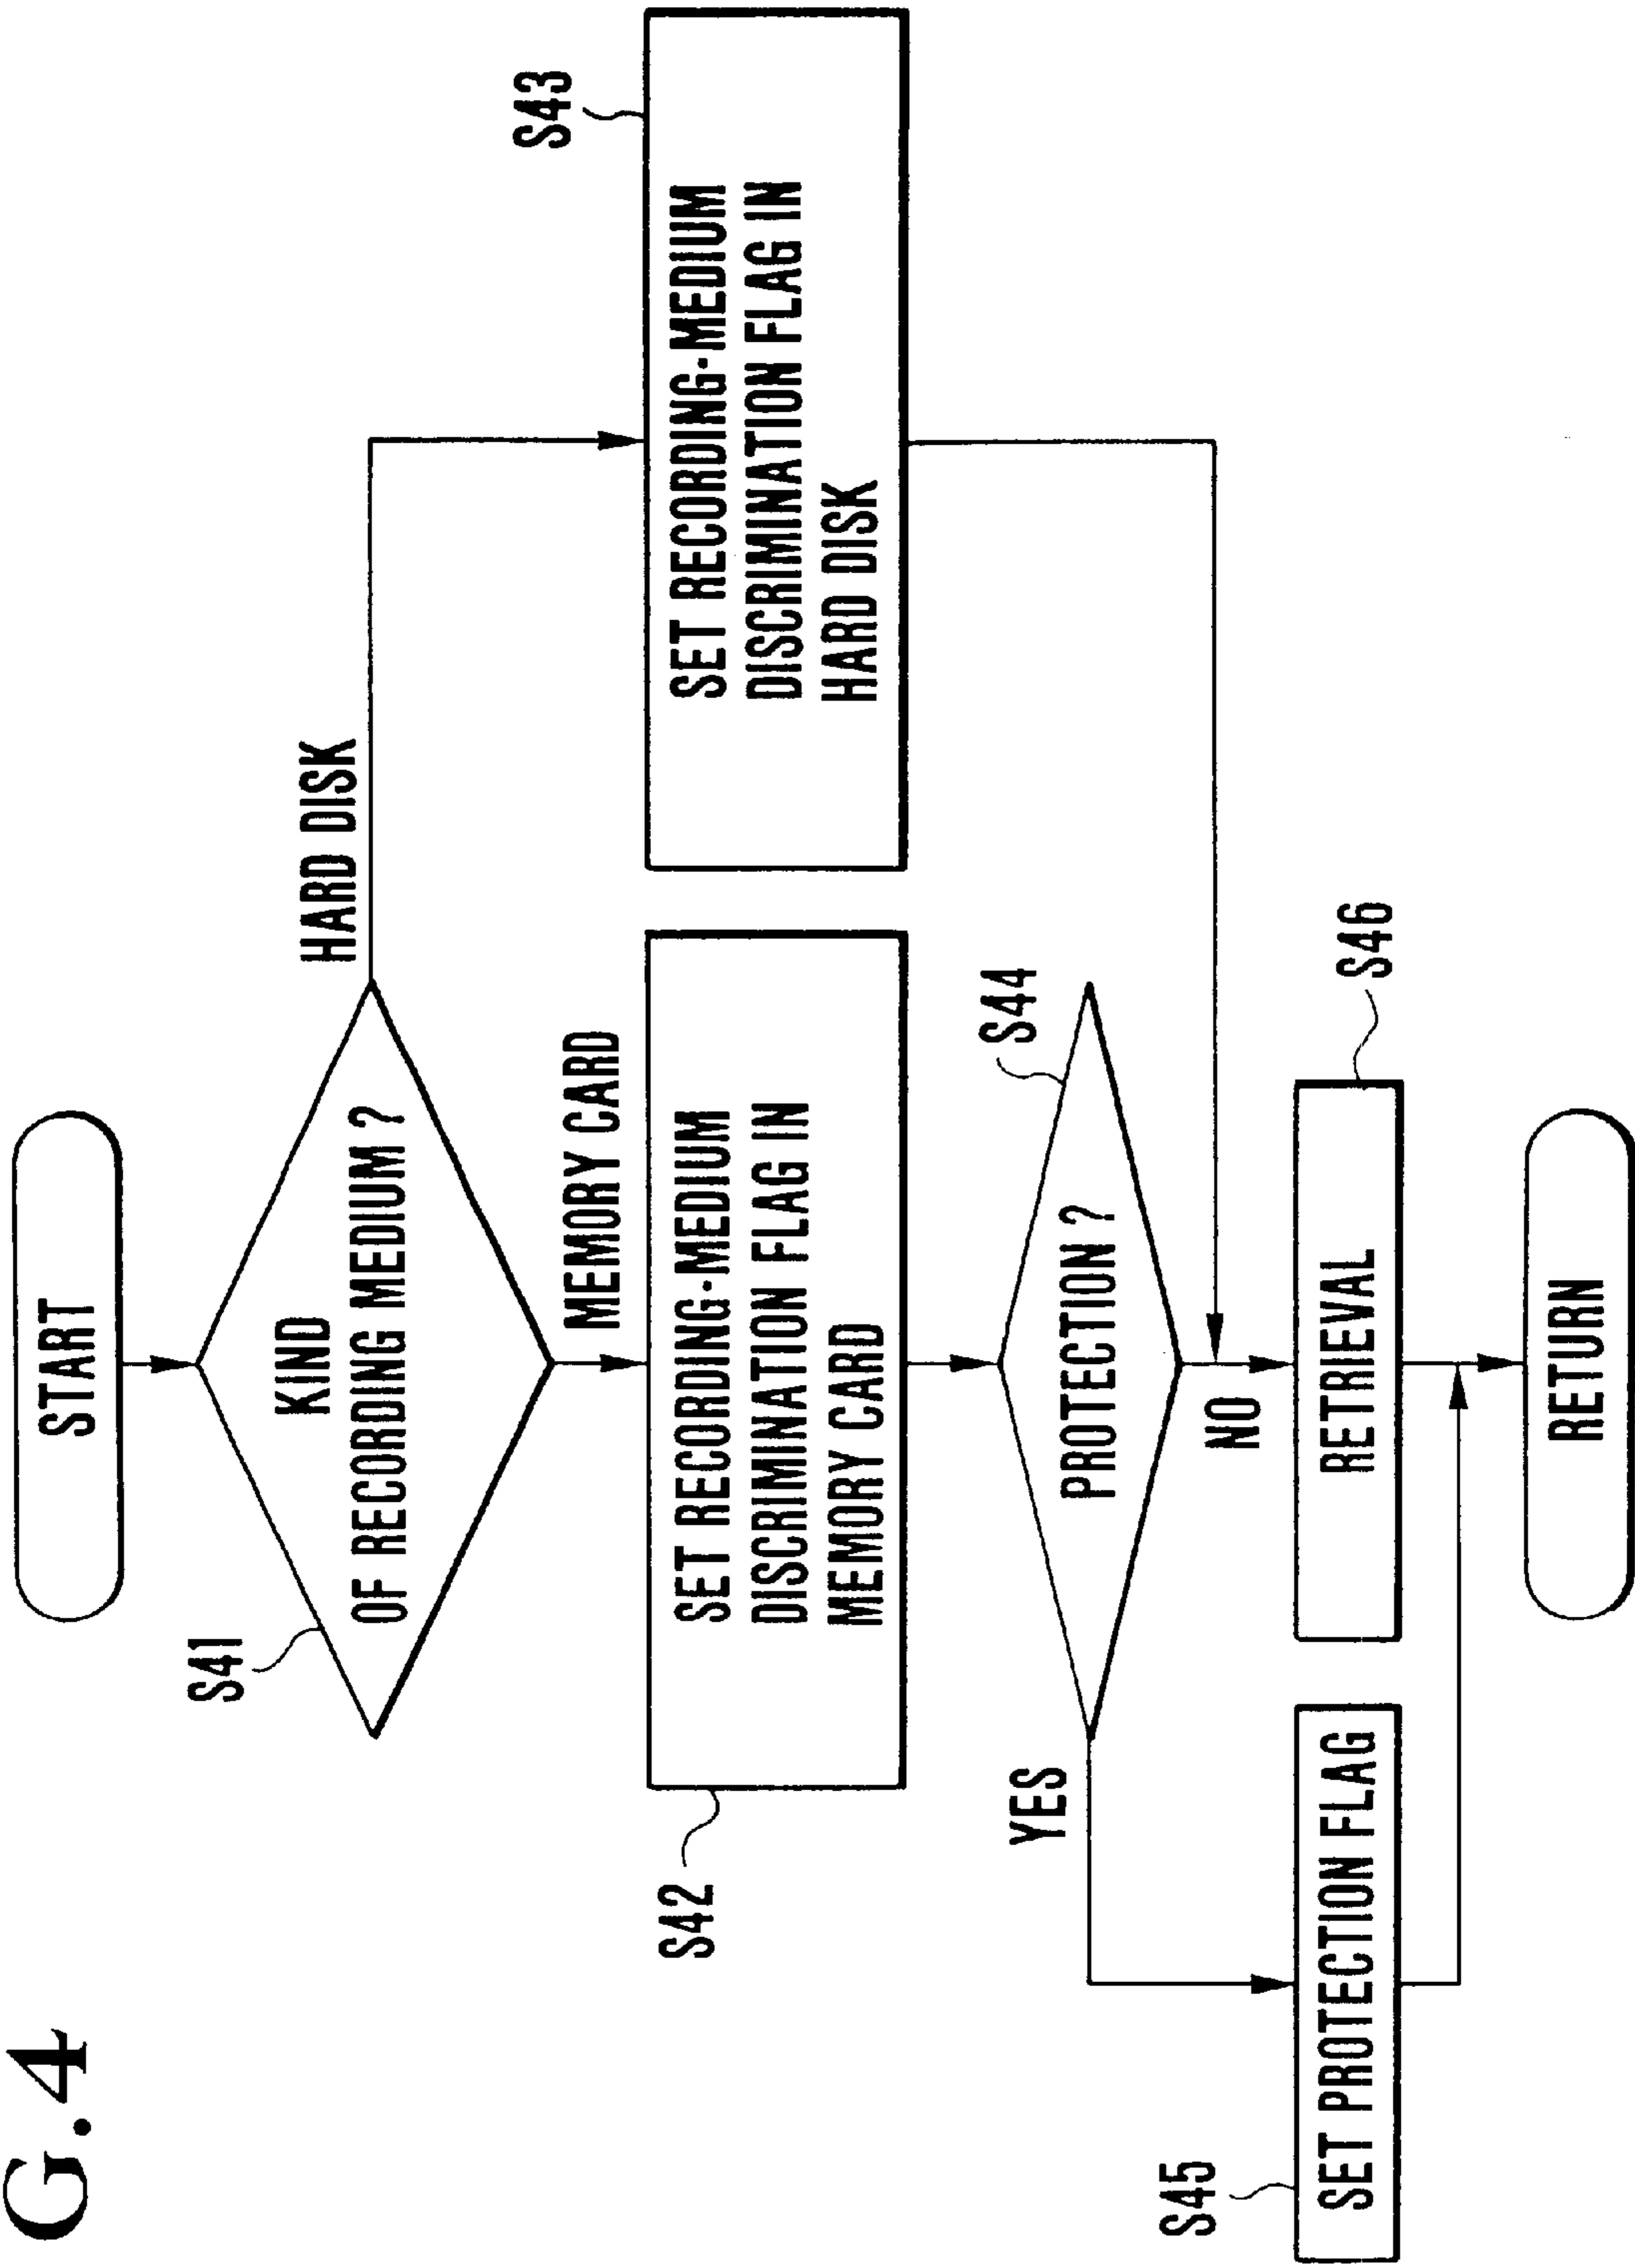 G.4
START
S41
KIND
OF RECORDING MEDIUM ?
HARD DISK
MEMORY CARD
S42
SET RECORDING-MEDIUM
DISCRIMINATION FLAG IN
MEMORY CARD
S43
SET RECORDING-MEDIUM
DISCRIMINATION FLAG IN
HARD DISK
S44
PROTECTION ?
YES
NO
S45
SET PROTECTION FLAG
S46
RETRIEVAL
RETURN